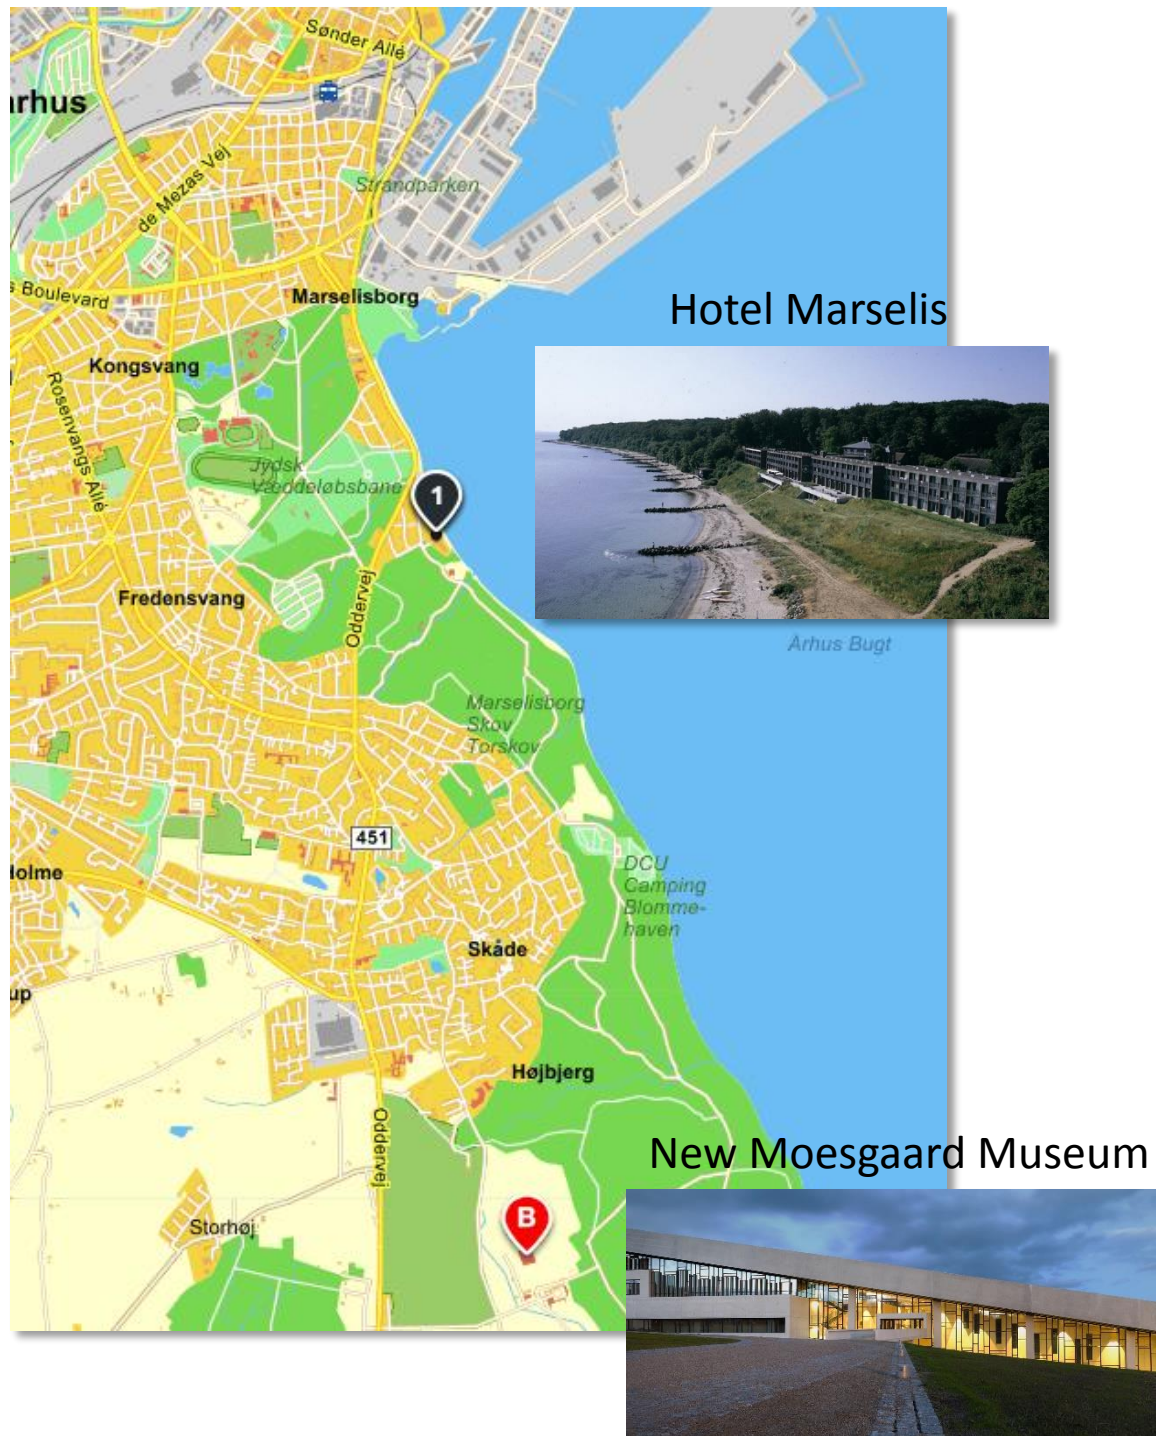 Sønder Allé
rhus
de Mezas Vej
Strandparken
s Boulevard
Marselisborg
Hotel Marselis
Kongsvang
Rosenvangs Allé
Jydsk
Væddeløbsbane
1
Fredensvang
Oddervej
Århus Bugt
Marselisborg
Skov
Torskov
451
Holme
DCU
Camping
Blomme-
haven
Skåde
up
Højbjerg
Oddervej
New Moesgaard Museum
B
Storhøj